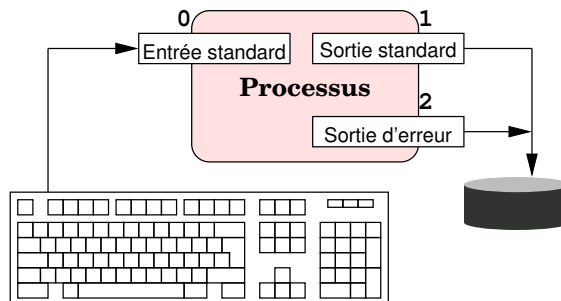 0
1
Entrée standard
Sortie standard
Processus
2
Sortie d'erreur